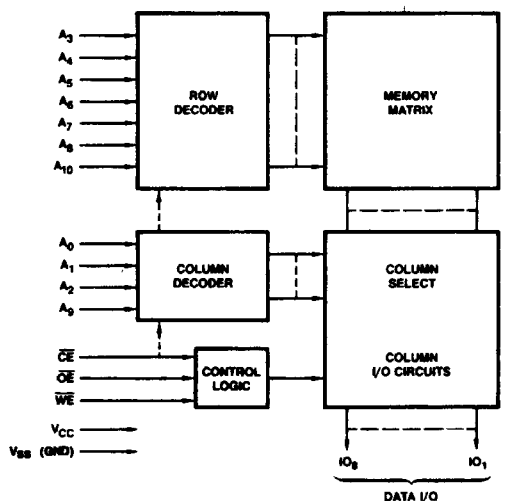 A3
A4
A5
A6
A7
A8
A10
ROW
DECODER
MEMORY
MATRIX
A0
A1
A2
A9
COLUMN
DECODER
COLUMN
SELECT
COLUMN
I/O CIRCUITS
CE
OE
WE
CONTROL
LOGIC
VCC
VSS (GND)
IO8
IO1
DATA I/O